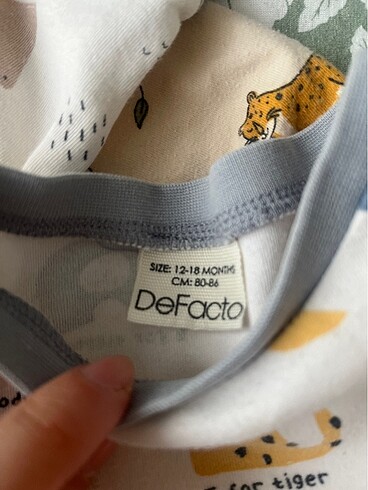 SIZE: 12-18 MONTHS
CM: 80-86
DeFacto
for tiger